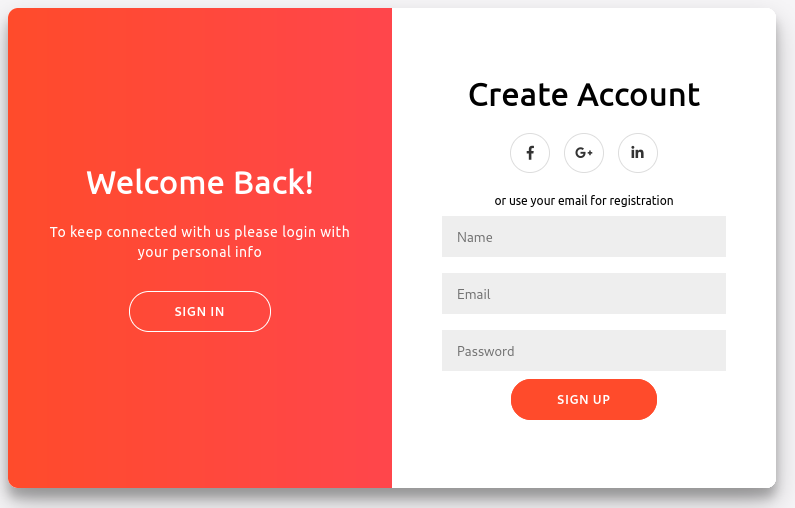 Welcome Back!
To keep connected with us please login with
your personal info
SIGN IN
Create Account
f
G+
in
or use your email for registration
Name
Email
Password
SIGN UP